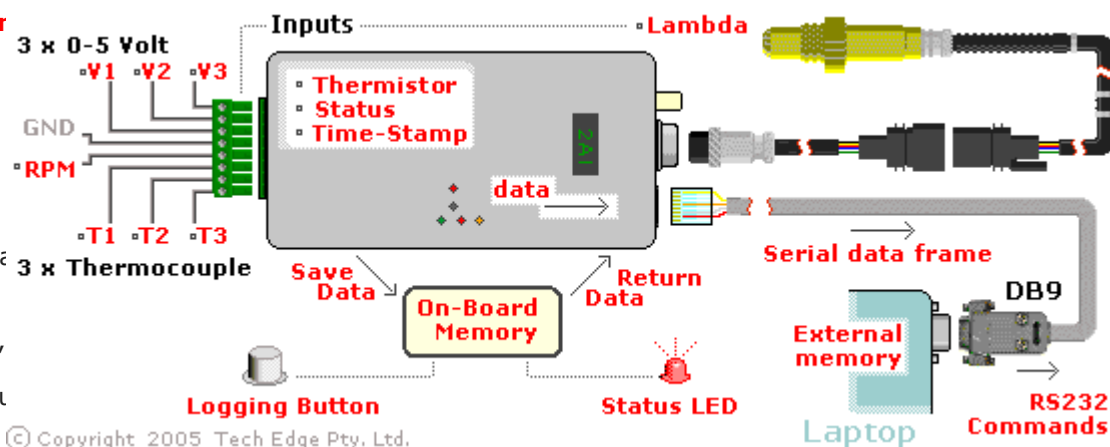 Inputs
Lambda
3 x 0-5 Volt
V1 V2 V3
GND
RPM
T1 T2 T3
3 x Thermocouple
Thermistor
Status
Time-Stamp
2A1
data
Save
Data
Return
Data
On-Board
Memory
Logging Button
Status LED
Serial data frame
DB9
External
memory
Laptop
RS232
Commands
(c) Copyright 2005 Tech Edge Pty. Ltd.